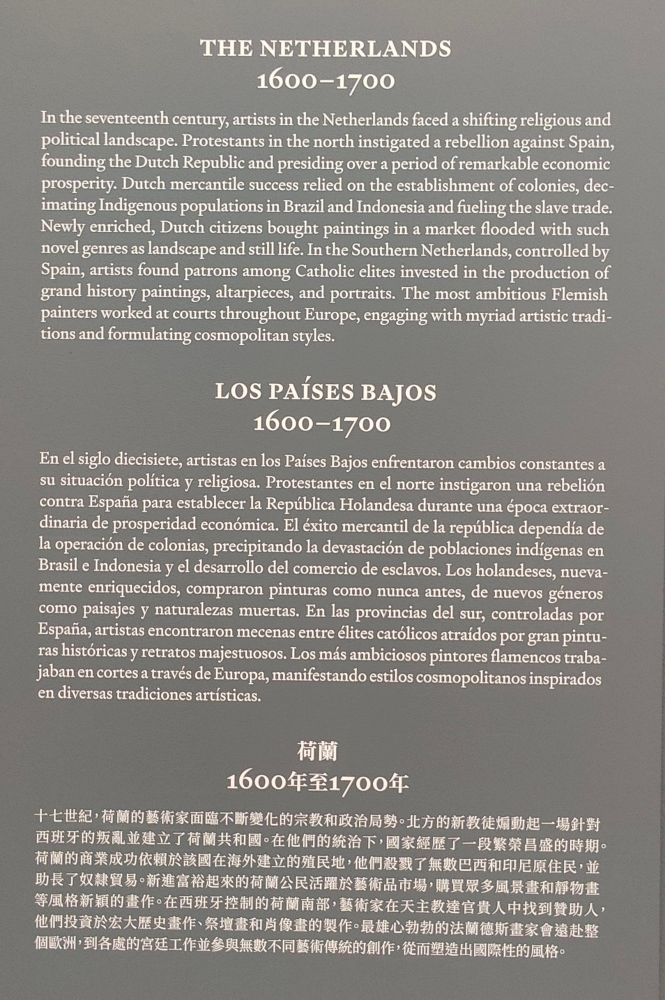 THE NETHERLANDS
1600–1700
In the seventeenth century, artists in the Netherlands faced a shifting religious and
political landscape. Protestants in the north instigated a rebellion against Spain,
founding the Dutch Republic and presiding over a period of remarkable economic
prosperity. Dutch mercantile success relied on the establishment of colonies, dec-
imating Indigenous populations in Brazil and Indonesia and fueling the slave trade.
Newly enriched, Dutch citizens bought paintings in a market flooded with such
novel genres as landscape and still life. In the Southern Netherlands, controlled by
Spain, artists found patrons among Catholic elites invested in the production of
grand history paintings, altarpieces, and portraits. The most ambitious Flemish
painters worked at courts throughout Europe, engaging with myriad artistic tradi-
tions and formulating cosmopolitan styles.
LOS PAÍSES BAJOS
1600–1700
En el siglo diecisiete, artistas en los Países Bajos enfrentaron cambios constantes a
su situación política y religiosa. Protestantes en el norte instigaron una rebelión
contra España para establecer la República Holandesa durante una época extraor-
dinaria de prosperidad económica. El éxito mercantil de la república dependía de
la operación de colonias, precipitando la devastación de poblaciones indígenas en
Brasil e Indonesia y el desarrollo del comercio de esclavos. Los holandeses, nueva-
mente enriquecidos, compraron pinturas como nunca antes, de nuevos géneros
como paisajes y naturalezas muertas. En las provincias del sur, controladas por
España, artistas encontraron mecenas entre élites católicos atraídos por gran pintu-
ras históricas y retratos majestuosos. Los más ambiciosos pintores flamencos traba-
jaban en cortes a través de Europa, manifestando estilos cosmopolitanos inspirados
en diversas tradiciones artísticas.
荷蘭
1600年至1700年
十七世紀，荷蘭的藝術家面臨不斷變化的宗教和政治局勢。北方的新教徒煽動起一場針對
西班牙的叛亂並建立了荷蘭共和國。在他們的統治下，國家經歷了一段繁榮昌盛的時期。
荷蘭的商業成功依賴於該國在海外建立的殖民地，他們殺戮了無數巴西和印尼原住民，並
助長了奴隸貿易。新進富裕起來的荷蘭公民活躍於藝術品市場，購買眾多風景畫和靜物畫
等風格新穎的畫作。在西班牙控制的荷蘭南部，藝術家在天主教達官貴人中找到贊助人，
他們投資於宏大歷史畫作、祭壇畫和肖像畫的製作。最雄心勃勃的法蘭德斯畫家會遠赴整
個歐洲，到各處的宮廷工作並參與無數不同藝術傳統的創作，從而塑造出國際性的風格。